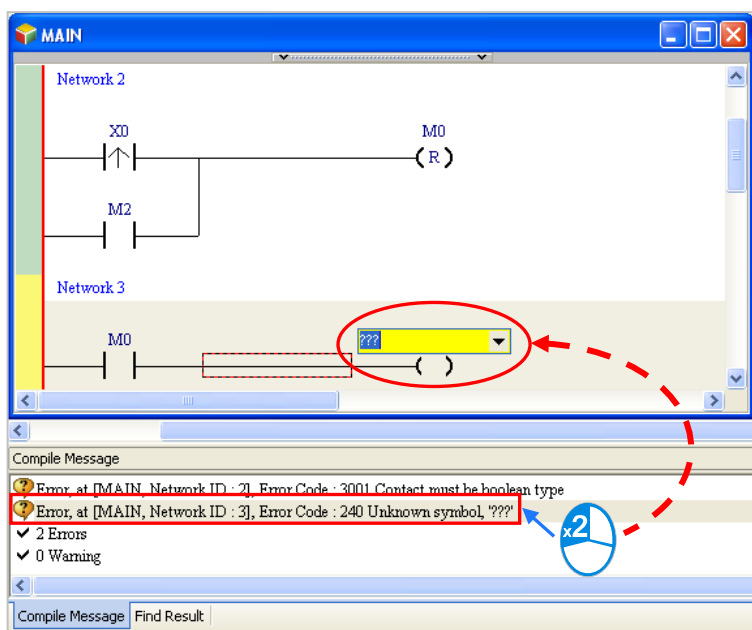 MAIN
Network 2
X0
M0
R
M2
Network 3
M0
???
Compile Message
Error, at [MAIN, Network ID : 2], Error Code : 3001 Contact must be boolean type
Error, at [MAIN, Network ID : 3], Error Code : 240 Unknown symbol, '???'
x2
2 Errors
0 Warning
Compile Message Find Result